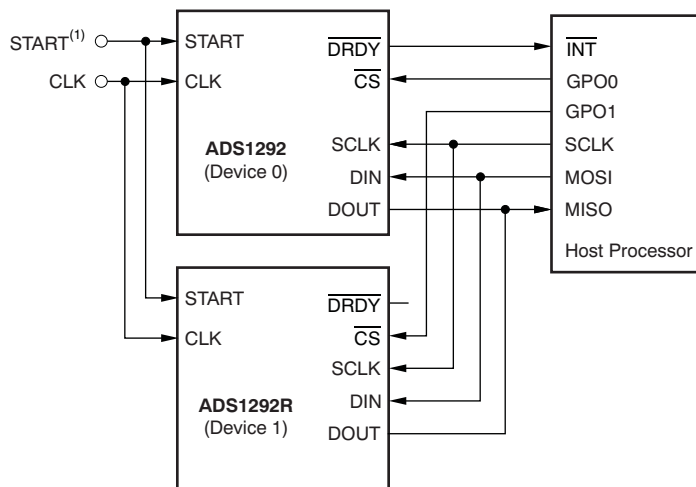 START(1)
CLK
START
CLK
ADS1292
(Device 0)
DRDY
CS
SCLK
DIN
DOUT
INT
GPO0
GPO1
SCLK
MOSI
MISO
Host Processor
START
CLK
ADS1292R
(Device 1)
DRDY
CS
SCLK
DIN
DOUT